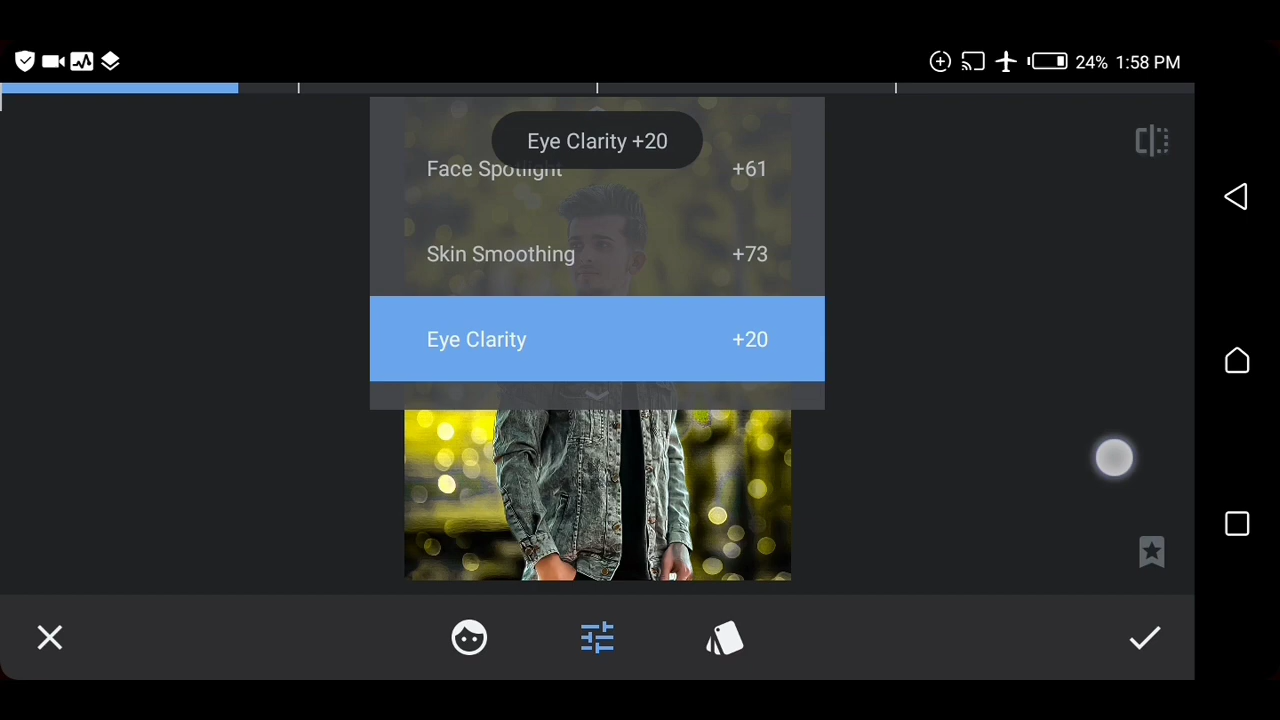 24% 1:58 PM
Eye Clarity +20
Face Spotlight +61
Skin Smoothing +73
Eye Clarity +20